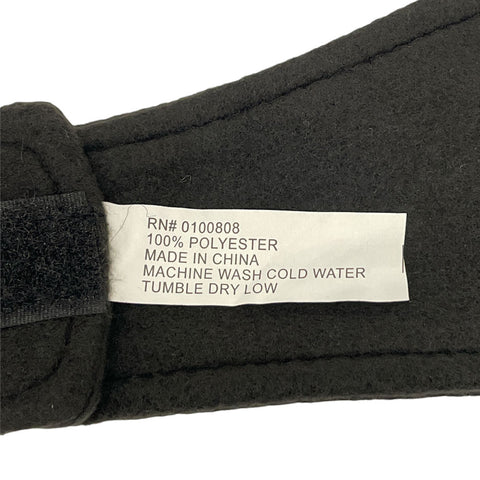 RN# 0100808
100% POLYESTER
MADE IN CHINA
MACHINE WASH COLD WATER
TUMBLE DRY LOW